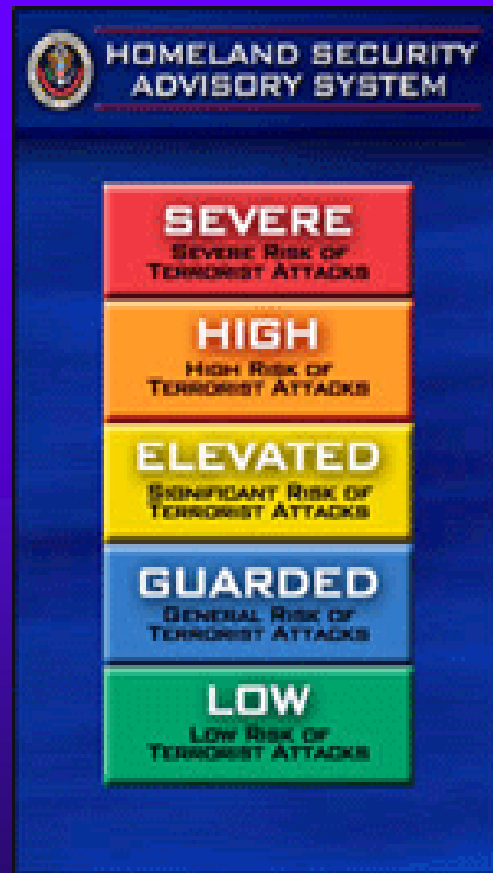 HOMELAND SECURITY
ADVISORY SYSTEM
SEVERE
SEVERE RISK OF
TERRORIST ATTACKS
HIGH
HIGH RISK OF
TERRORIST ATTACKS
ELEVATED
SIGNIFICANT RISK OF
TERRORIST ATTACKS
GUARDED
GENERAL RISK OF
TERRORIST ATTACKS
LOW
LOW RISK OF
TERRORIST ATTACKS